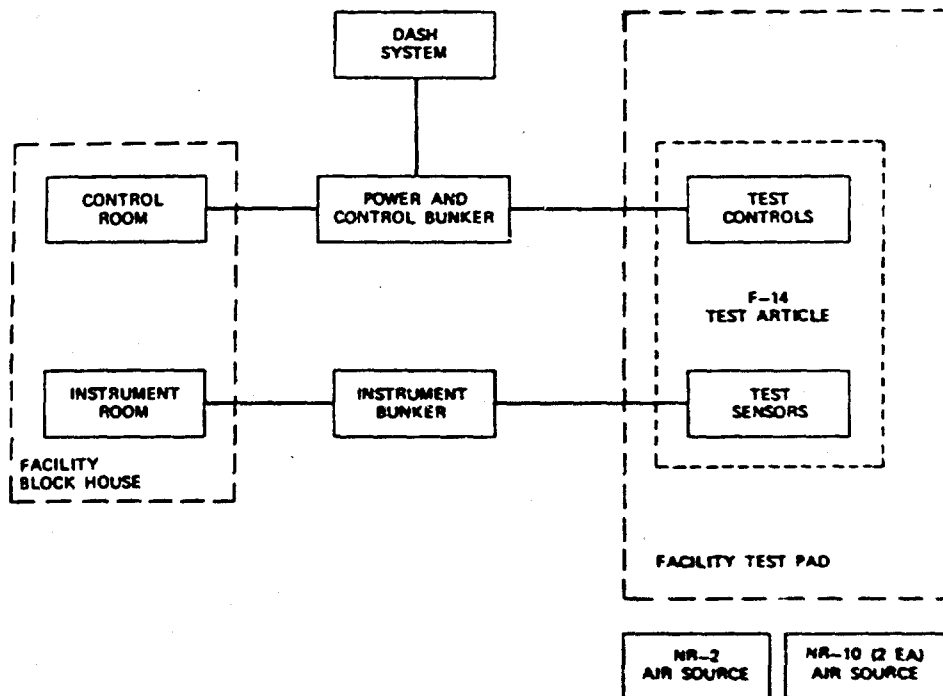 DASH
SYSTEM
CONTROL
ROOM
POWER AND
CONTROL BUNKER
TEST
CONTROLS
F-14
TEST ARTICLE
INSTRUMENT
ROOM
INSTRUMENT
BUNKER
TEST
SENSORS
FACILITY
BLOCK HOUSE
FACILITY TEST PAD
NR-2
AIR SOURCE
NR-10 (2 EA)
AIR SOURCE